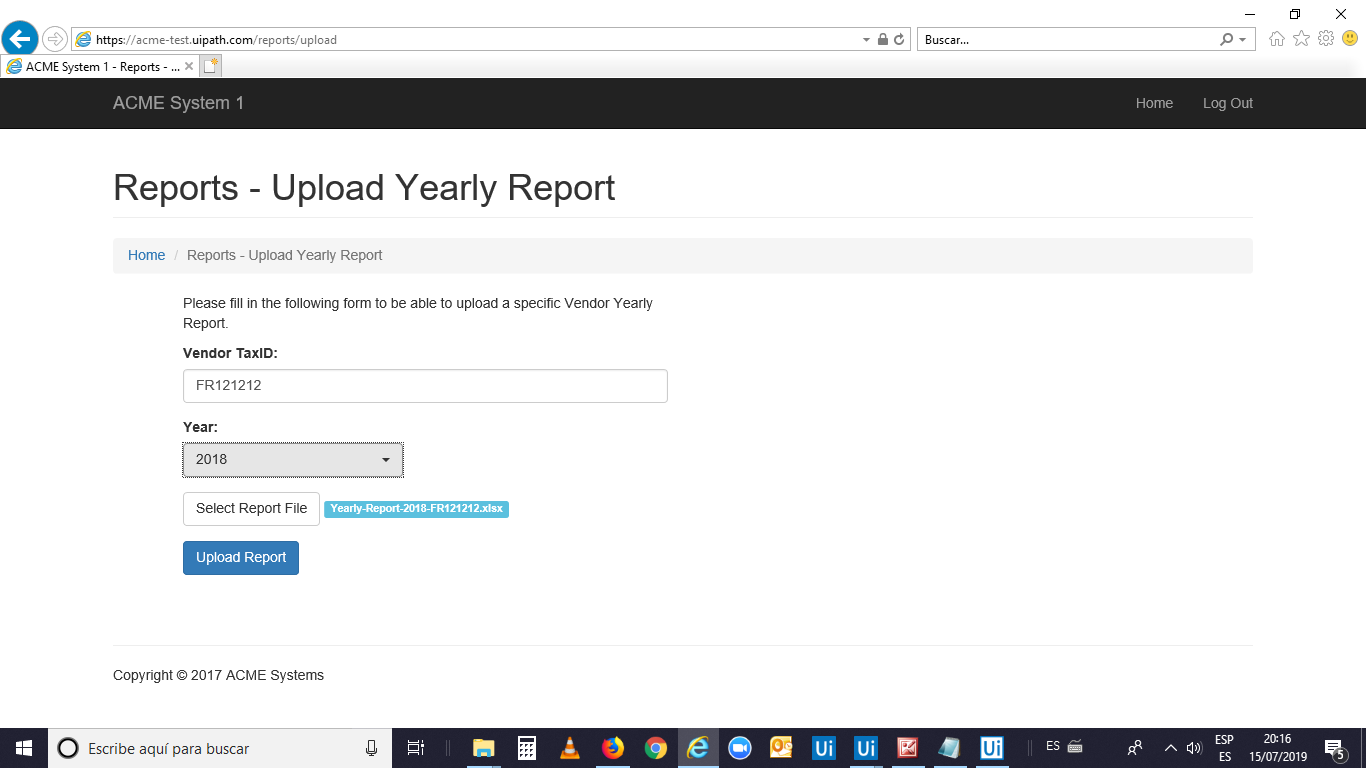 https://acme-test.uipath.com/reports/upload
Buscar...
ACME System 1 - Reports - ...
ACME System 1
Home
Log Out
Reports - Upload Yearly Report
Home / Reports - Upload Yearly Report
Please fill in the following form to be able to upload a specific Vendor Yearly
Report.
Vendor TaxID:
FR121212
Year:
2018
Select Report File
Yearly-Report-2018-FR121212.xlsx
Upload Report
Copyright © 2017 ACME Systems
Escribe aquí para buscar
Ui
Ui
Ui
ES
ESP
ES
20:16
15/07/2019
5